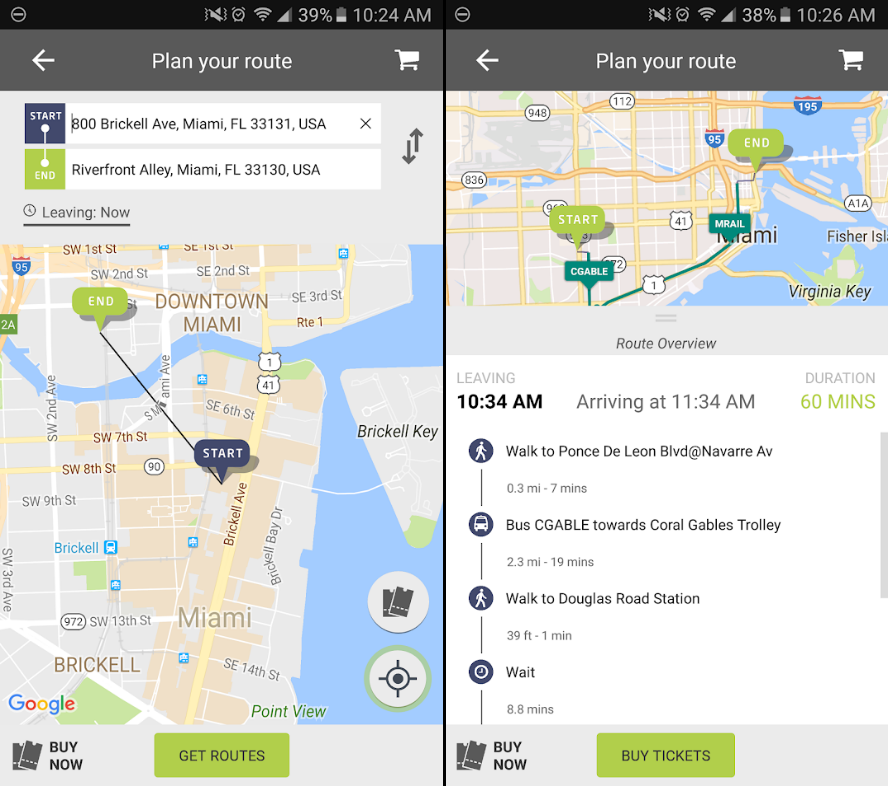 39% 10:24 AM
Plan your route
START
800 Brickell Ave, Miami, FL 33131, USA
END
Riverfront Alley, Miami, FL 33130, USA
Leaving: Now
SW 1st St
SE 1st St
95
SW 2nd St
SE 2nd St
END
DOWNTOWN
MIAMI
SE 3rd St
Rte 1
2A
1
41
SW 2nd Ave
S Miami Ave
SE 6th St
Brickell Key
SW 7th St
START
SW 8th St
90
SW 9th St
Brickell Ave
Brickell Bay Dr
Brickell
SW 3rd Ave
Miami
972
SW 13th St
BRICKELL
SE 14th St
Google
Point View
BUY
NOW
GET ROUTES
38% 10:26 AM
Plan your route
112
948
195
95
END
836
START
41
A1A
MRAIL
Miami
Fisher Isl
CGABLE
1
Virginia Key
Route Overview
LEAVING
DURATION
10:34 AM
Arriving at 11:34 AM
60 MINS
Walk to Ponce De Leon Blvd@Navarre Av
0.3 mi - 7 mins
Bus CGABLE towards Coral Gables Trolley
2.3 mi - 19 mins
Walk to Douglas Road Station
39 ft - 1 min
Wait
8.8 mins
BUY
NOW
BUY TICKETS